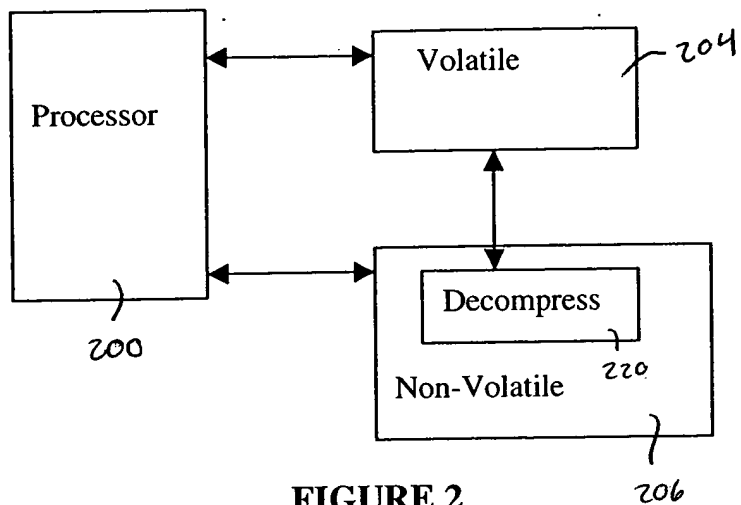 Volatile
204
Processor
200
Decompress
220
Non-Volatile
206
FIGURE 2